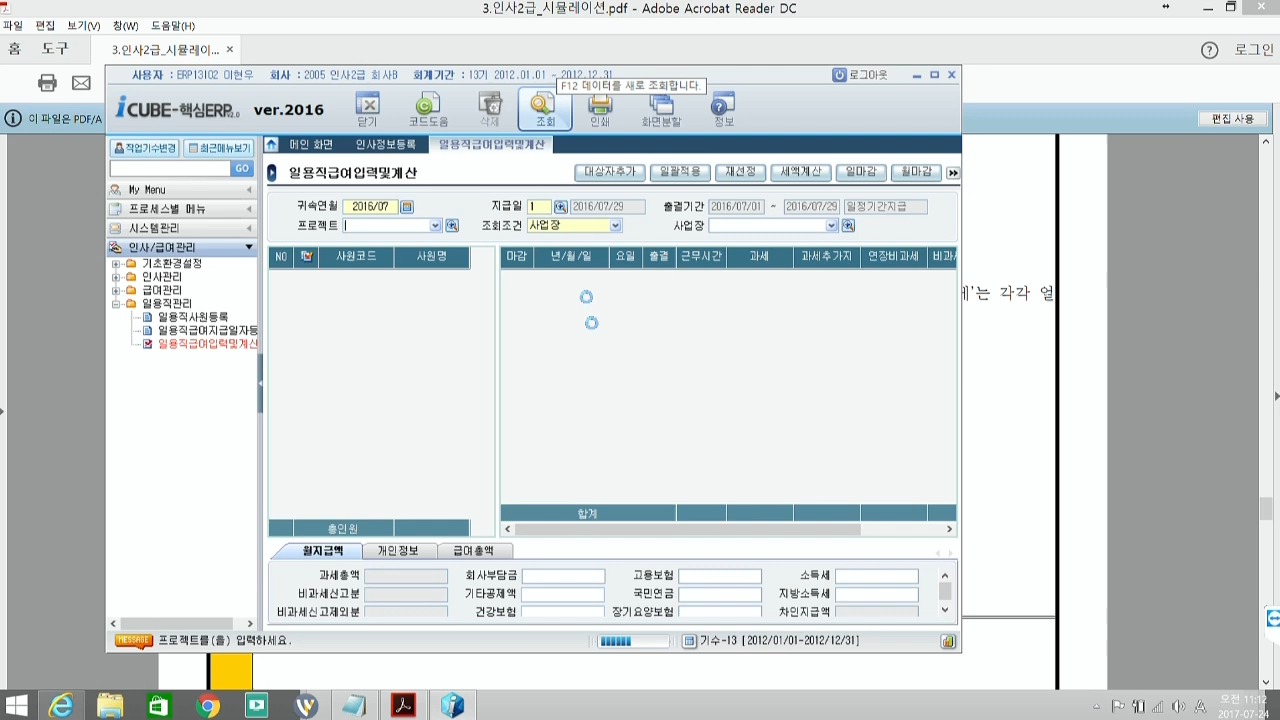 3.인사2급_시뮬레이션.pdf - Adobe Acrobat Reader DC
파일 편집 보기(V) 창(W) 도움말(H)
홈 도구 3.인사2급_시뮬레이... × 로그인
사용자 : ERP13I02 이현우 회사 : 2005 인사2급 회사B 회계기간 : 13기 2012.01.01 ~ 2012.12.31 로그아웃
F12 데이터를 새로 조회합니다.
iCUBE-핵심ERP v2.0 ver.2016
닫기 코드도움 삭제 조회 인쇄 화면분할 정보
이 파일은 PDF/A 편집 사용
작업기수변경 최근메뉴보기 메인 화면 인사정보등록 일용직급여입력및계산
GO
일용직급여입력및계산 대상자추가 일괄적용 재선정 세액계산 일마감 월마감
My Menu
프로세스별 메뉴
시스템관리
인사/급여관리
기초환경설정
인사관리
급여관리
일용직관리
일용직사원등록
일용직급여지급일자등
일용직급여입력및계산
귀속연월 2016/07 지급일 1 2016/07/29 출결기간 2016/07/01 ~ 2016/07/29 일정기간지급
프로젝트 조회조건 사업장 사업장
NO 사원코드 사원명 마감 년/월/일 요일 출결 근무시간 과세 과세추가지 연장비과세 비과세
게'는 각각 얼
총인원 합계
월지급액 개인정보 급여총액
과세총액 회사부담금 고용보험 소득세
비과세신고분 기타공제액 국민연금 지방소득세
비과세신고제외분 건강보험 장기요양보험 차인지급액
MESSAGE 프로젝트를(을) 입력하세요. 기수-13 [2012/01/01-2012/12/31]
오전 11:12
2017-07-24